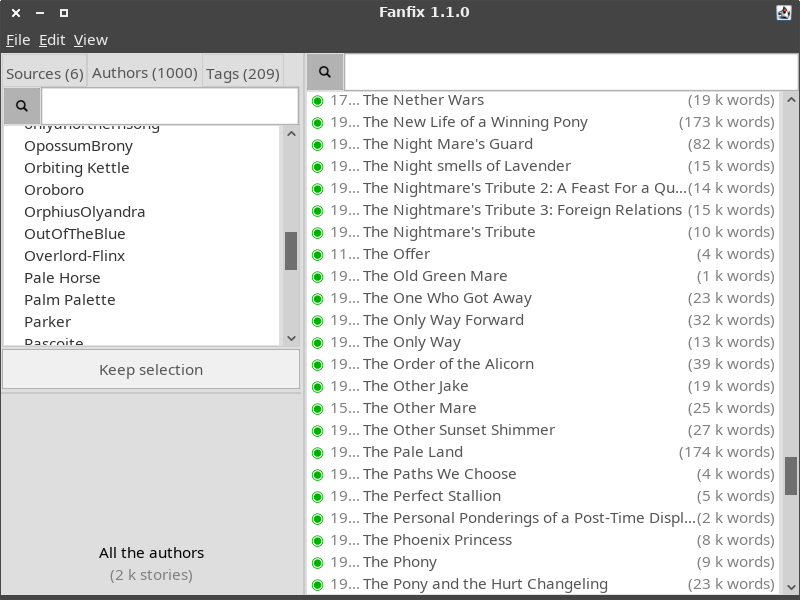 Fanfix 1.1.0
File Edit View
Sources (6) Authors (1000) Tags (209)
onlyanorthernsong
OpossumBrony
Orbiting Kettle
Oroboro
OrphiusOlyandra
OutOfTheBlue
Overlord-Flinx
Pale Horse
Palm Palette
Parker
Pascoite
Keep selection
All the authors
(2 k stories)
17... The Nether Wars (19 k words)
19... The New Life of a Winning Pony (173 k words)
19... The Night Mare's Guard (82 k words)
19... The Night smells of Lavender (15 k words)
19... The Nightmare's Tribute 2: A Feast For a Qu... (14 k words)
19... The Nightmare's Tribute 3: Foreign Relations (15 k words)
19... The Nightmare's Tribute (10 k words)
11... The Offer (4 k words)
19... The Old Green Mare (1 k words)
19... The One Who Got Away (23 k words)
19... The Only Way Forward (32 k words)
19... The Only Way (13 k words)
19... The Order of the Alicorn (39 k words)
19... The Other Jake (19 k words)
15... The Other Mare (25 k words)
19... The Other Sunset Shimmer (27 k words)
19... The Pale Land (174 k words)
19... The Paths We Choose (4 k words)
19... The Perfect Stallion (5 k words)
19... The Personal Ponderings of a Post-Time Displ... (2 k words)
19... The Phoenix Princess (8 k words)
19... The Phony (9 k words)
19... The Pony and the Hurt Changeling (23 k words)